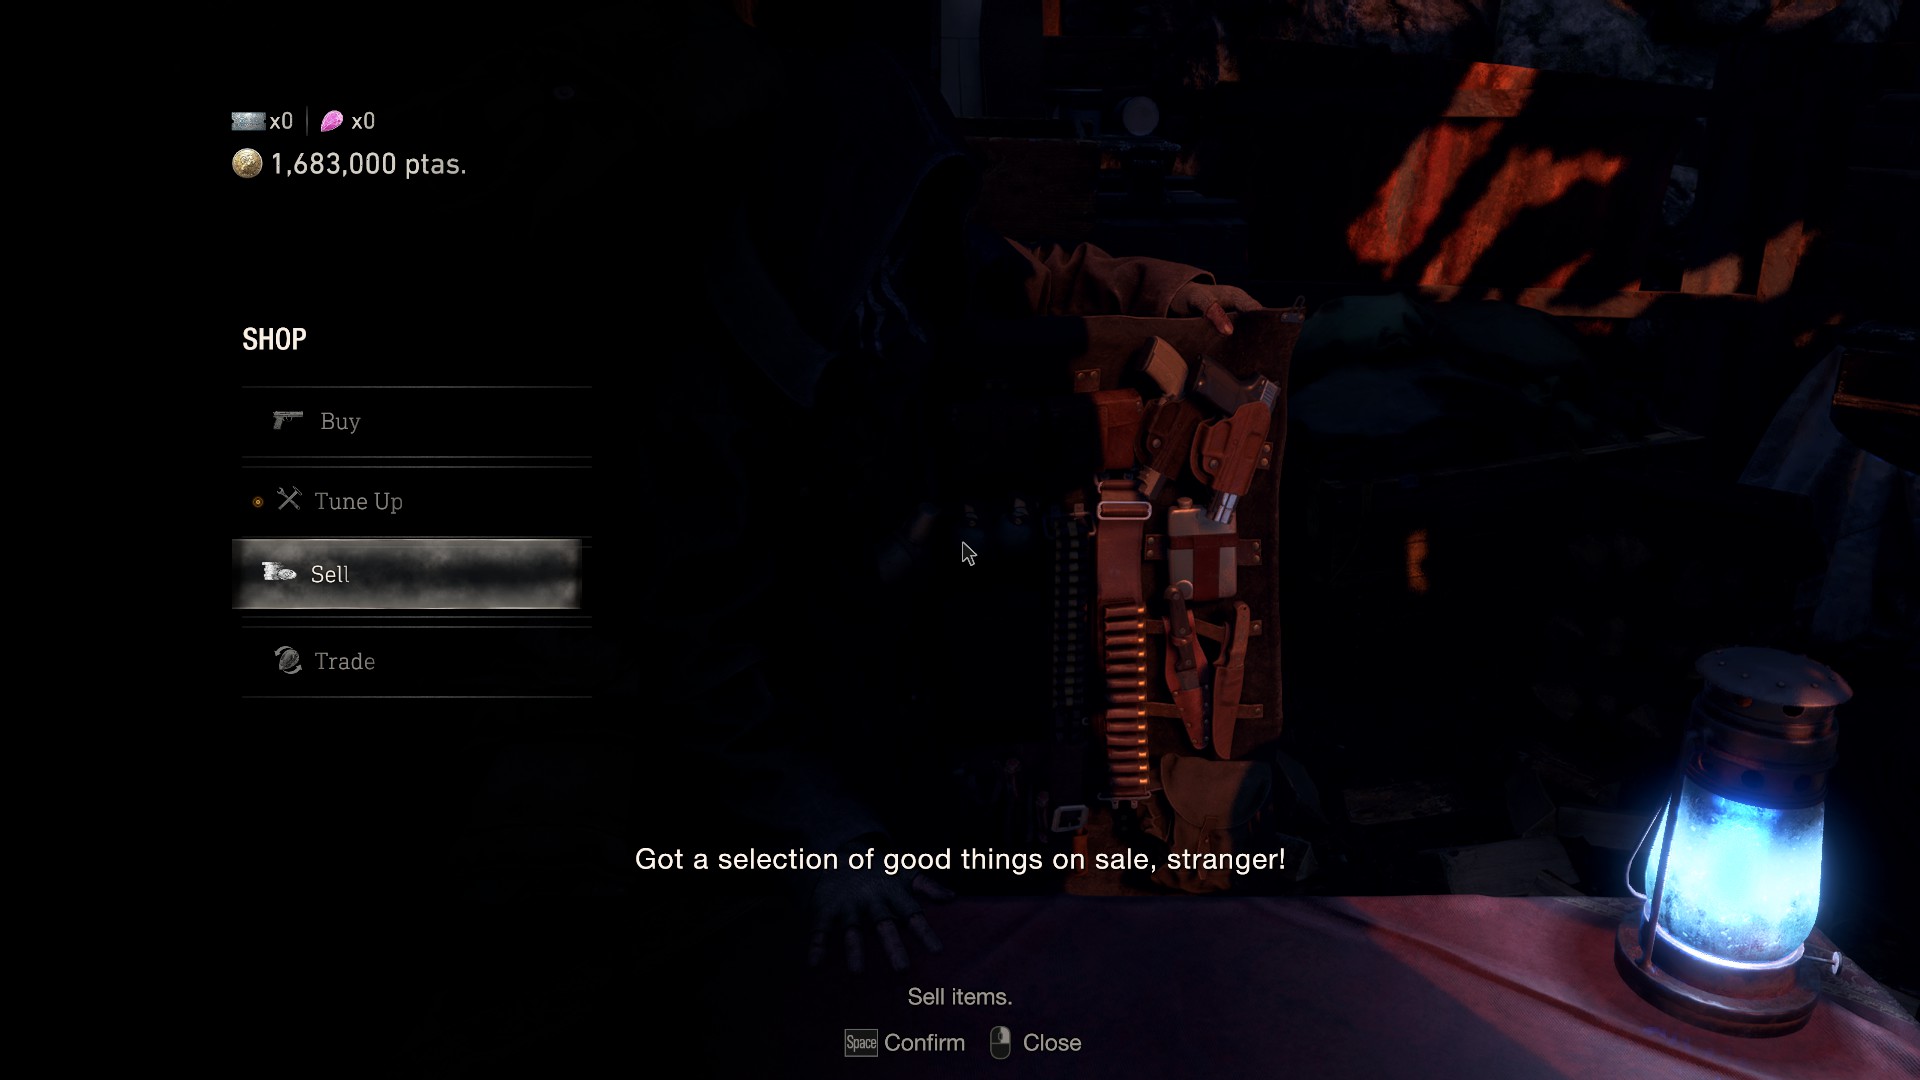 x0 x0
1,683,000 ptas.
SHOP
Buy
Tune Up
Sell
Trade
Got a selection of good things on sale, stranger!
Sell items.
Space Confirm Close